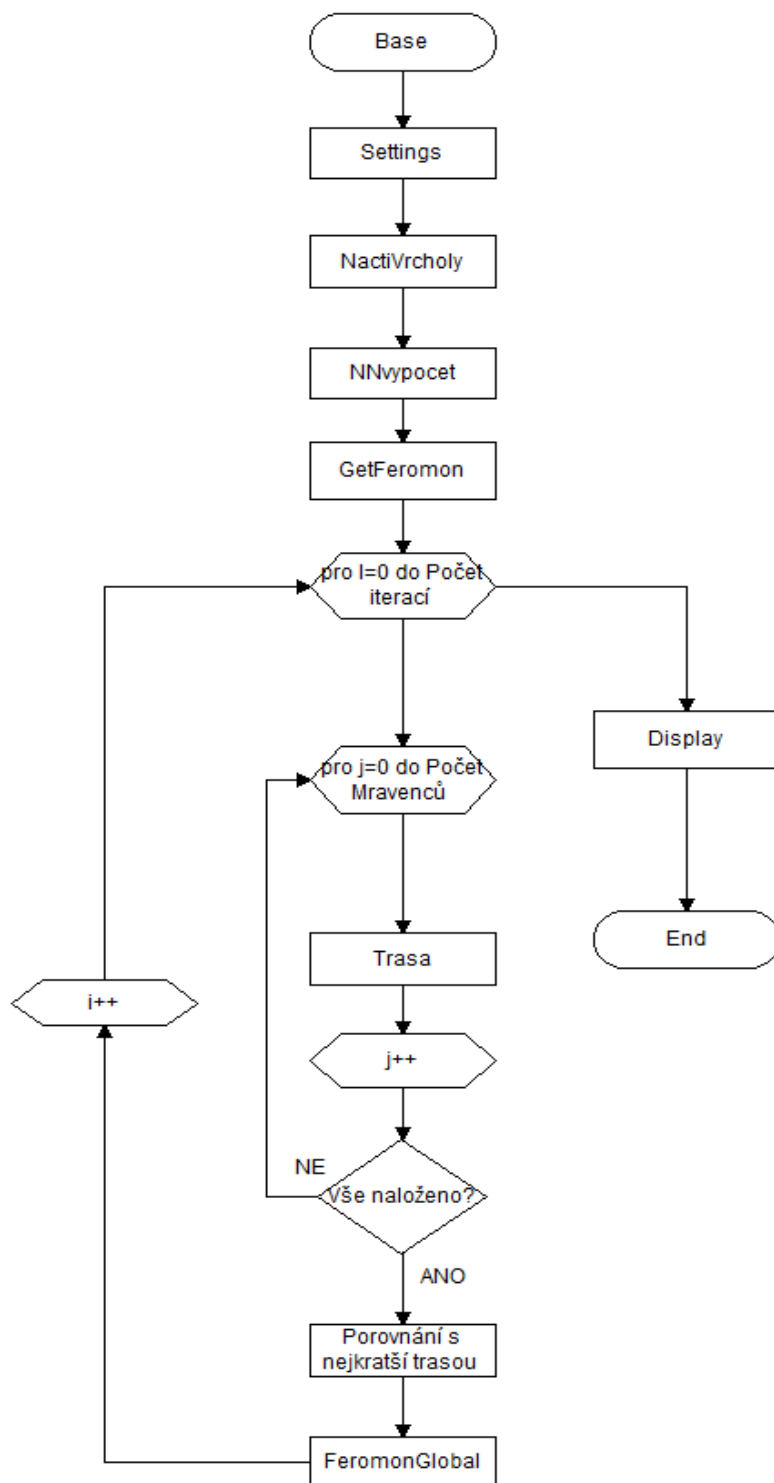 Base
Settings
NactiVrcholy
NNvypocet
GetFeromon
pro I=0 do Počet
iterací
Display
pro j=0 do Počet
Mravenců
End
Trasa
i++
j++
NE
Vše naloženo?
ANO
Porovnání s
nejkratší trasou
FeromonGlobal